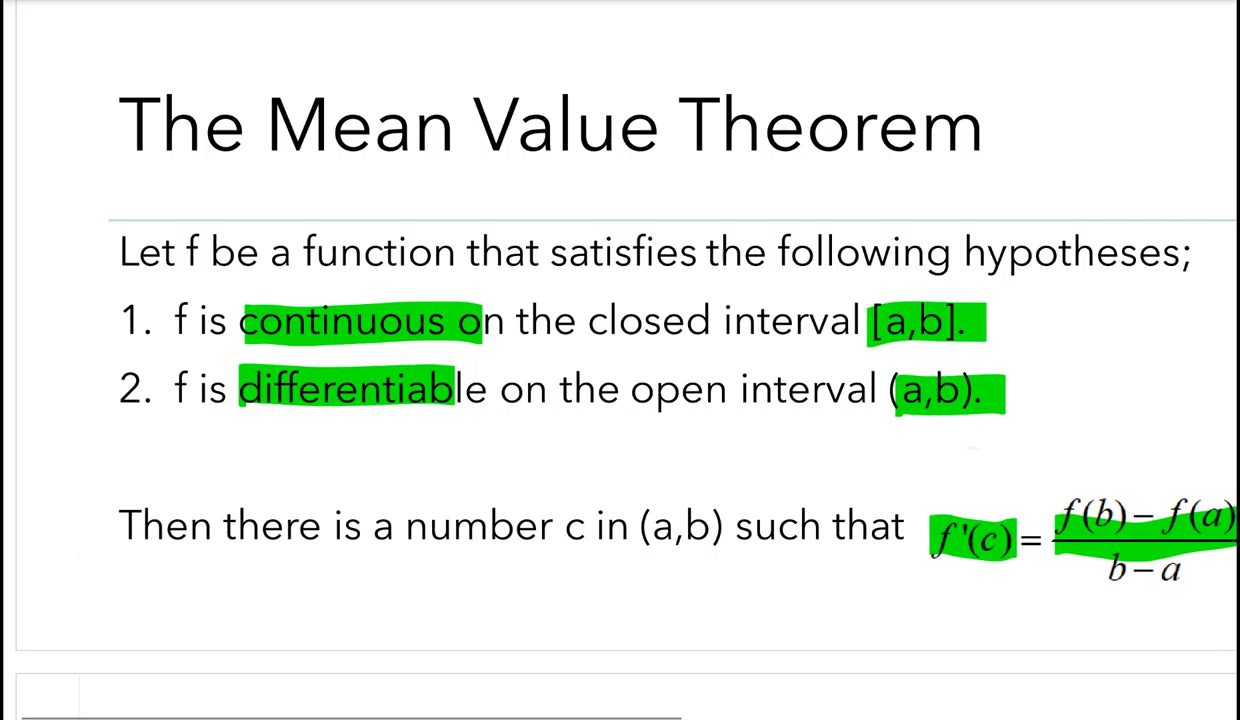 The Mean Value Theorem
Let f be a function that satisfies the following hypotheses;
1. f is continuous on the closed interval [a,b].
2. f is differentiable on the open interval (a,b).
Then there is a number c in (a,b) such that f'(c) = f(b) − f(a)
b − a